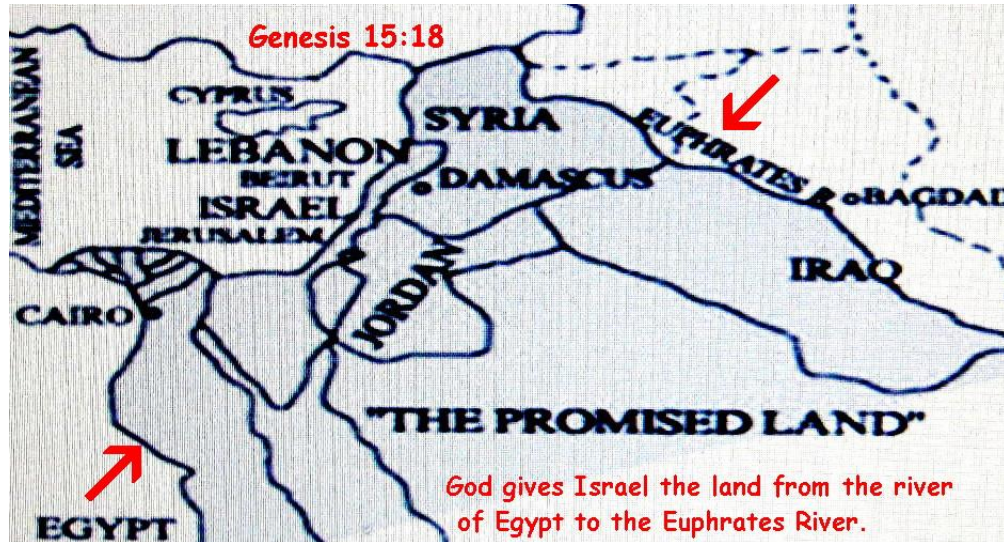 Genesis 15:18
MEDITERRANEAN
SEA
CYPRUS
SYRIA
EUPHRATES R
LEBANON
BEIRUT
DAMASCUS
BAGDAD
ISRAEL
JERUSALEM
JORDAN
IRAQ
CAIRO
"THE PROMISED LAND"
God gives Israel the land from the river
of Egypt to the Euphrates River.
EGYPT